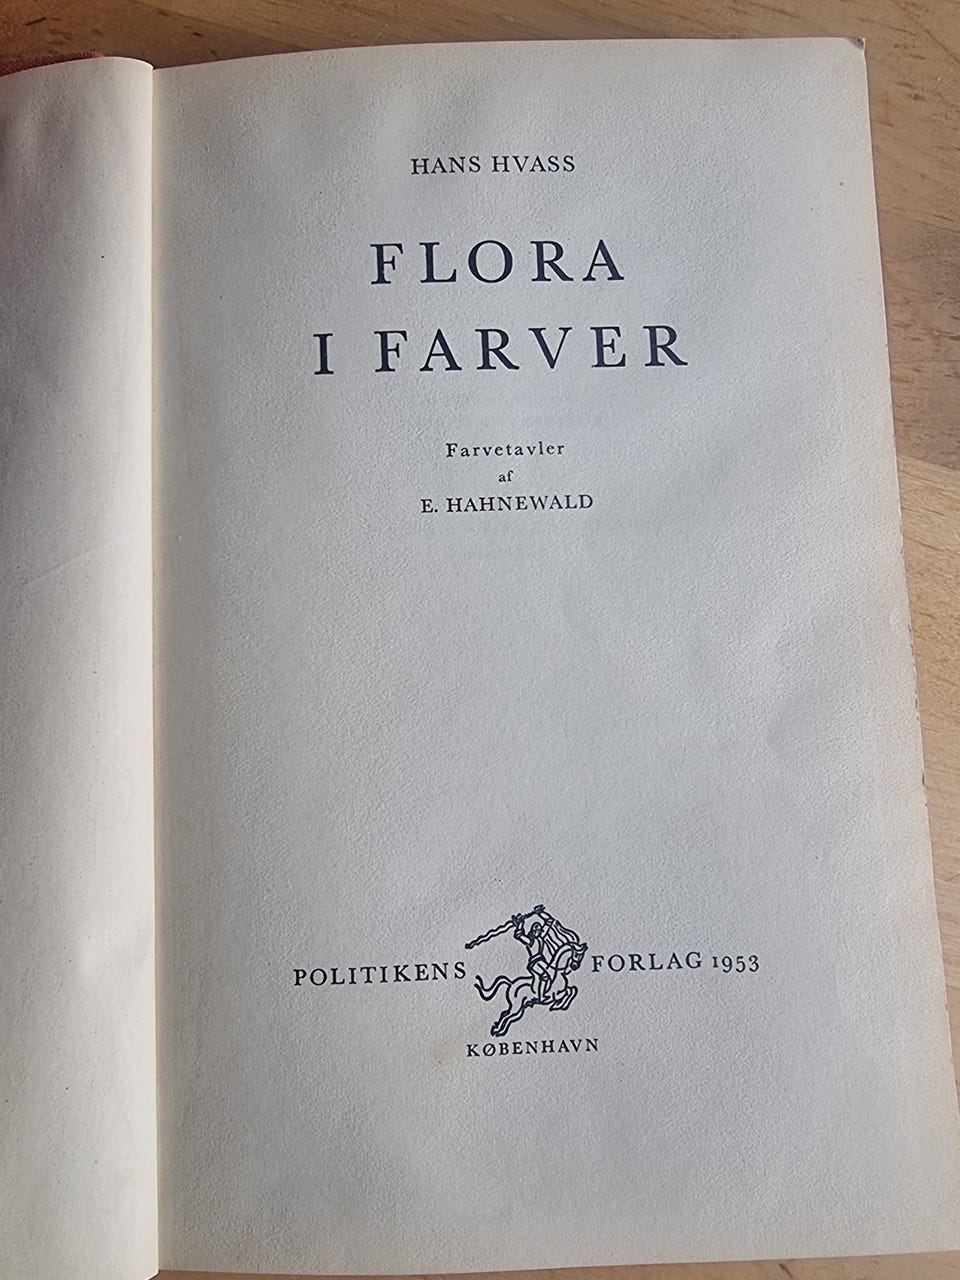 HANS HVASS
FLORA
I FARVER
Farvetavler
af
E. HAHNEWALD
POLITIKENS FORLAG 1953
KØBENHAVN